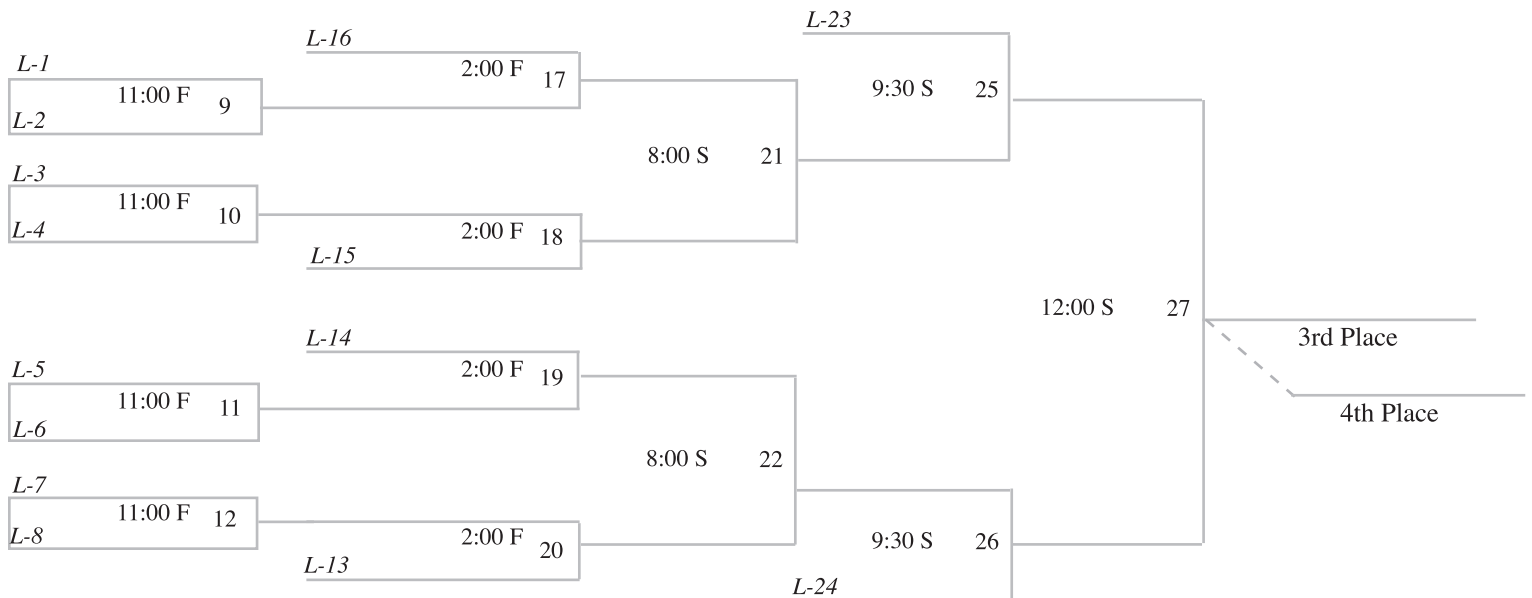 L-23
L-16
L-1
2:00 F 17
11:00 F 9
9:30 S 25
L-2
8:00 S 21
L-3
11:00 F 10
L-4
2:00 F 18
L-15
12:00 S 27
3rd Place
L-14
L-5
2:00 F 19
11:00 F 11
4th Place
L-6
8:00 S 22
L-7
11:00 F 12
L-8
2:00 F 20
9:30 S 26
L-13
L-24